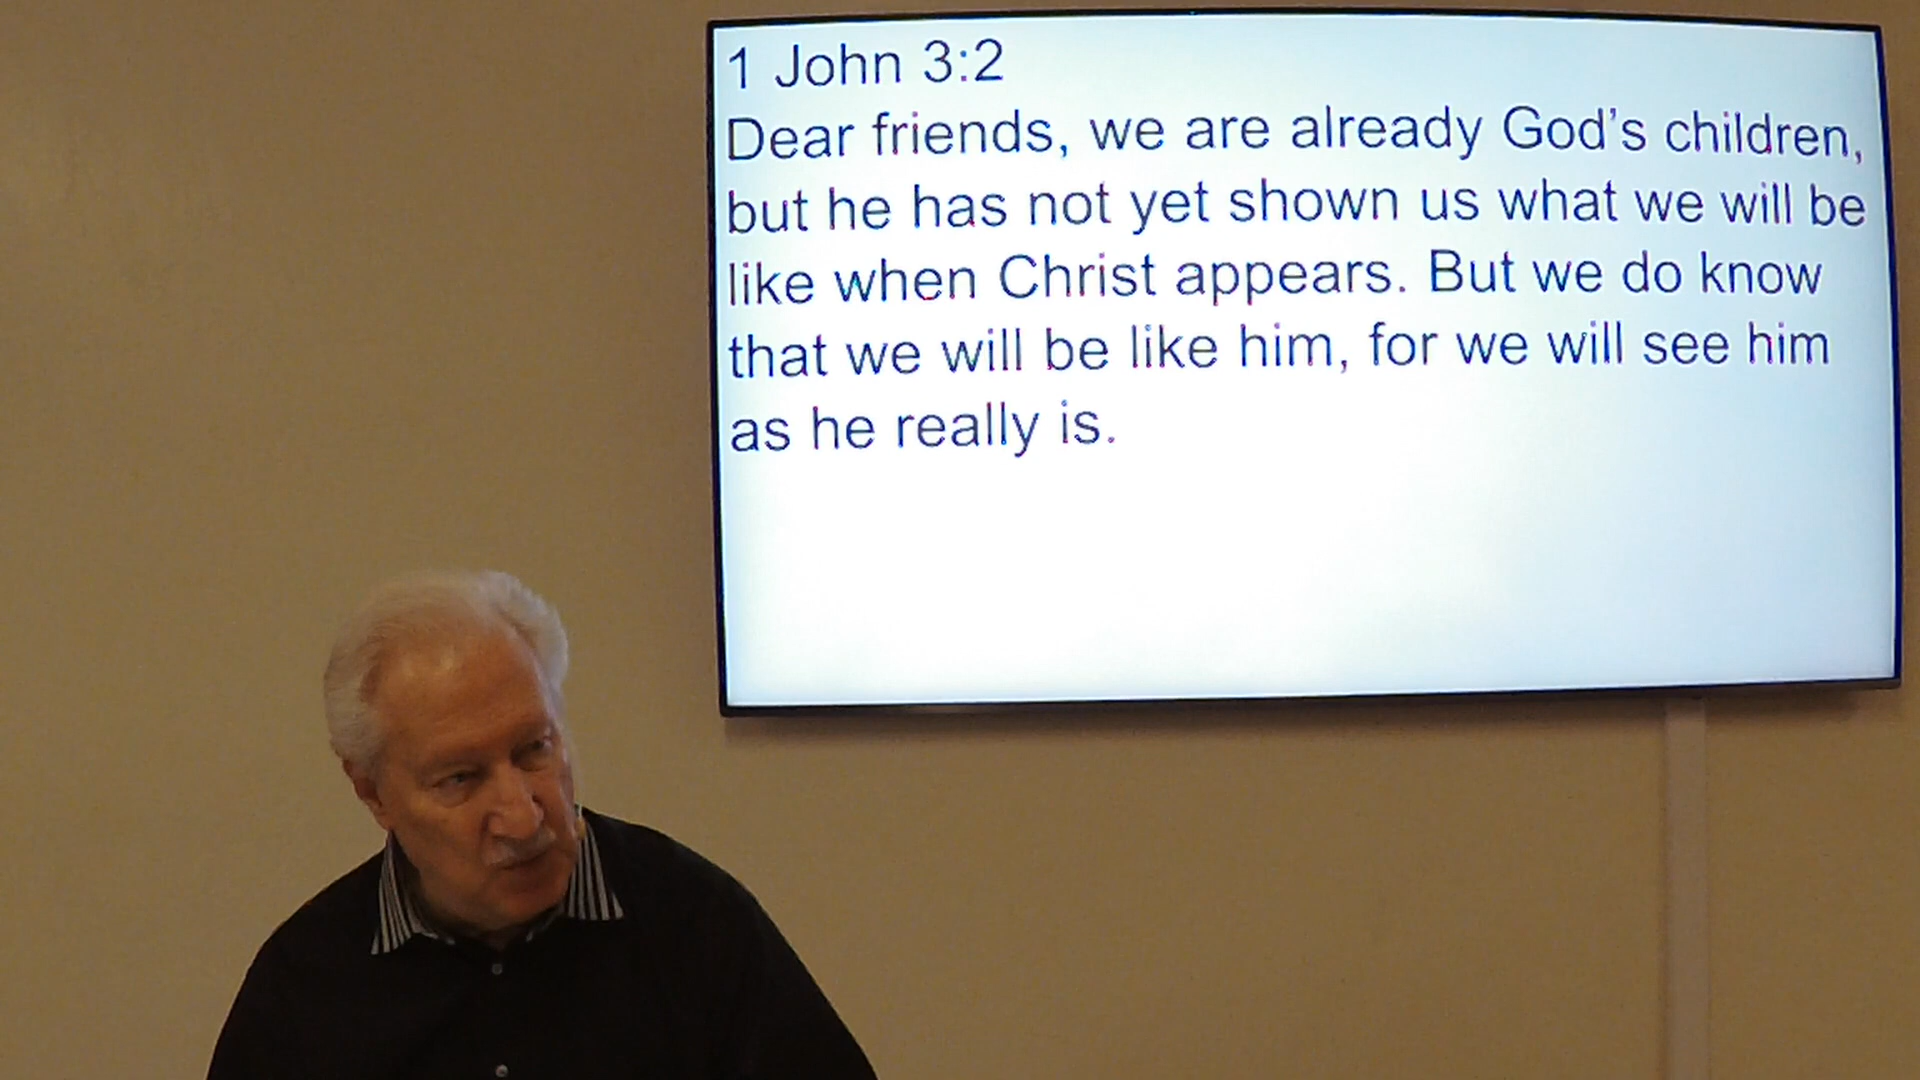 1 John 3:2
Dear friends, we are already God’s children,
but he has not yet shown us what we will be
like when Christ appears. But we do know
that we will be like him, for we will see him
as he really is.